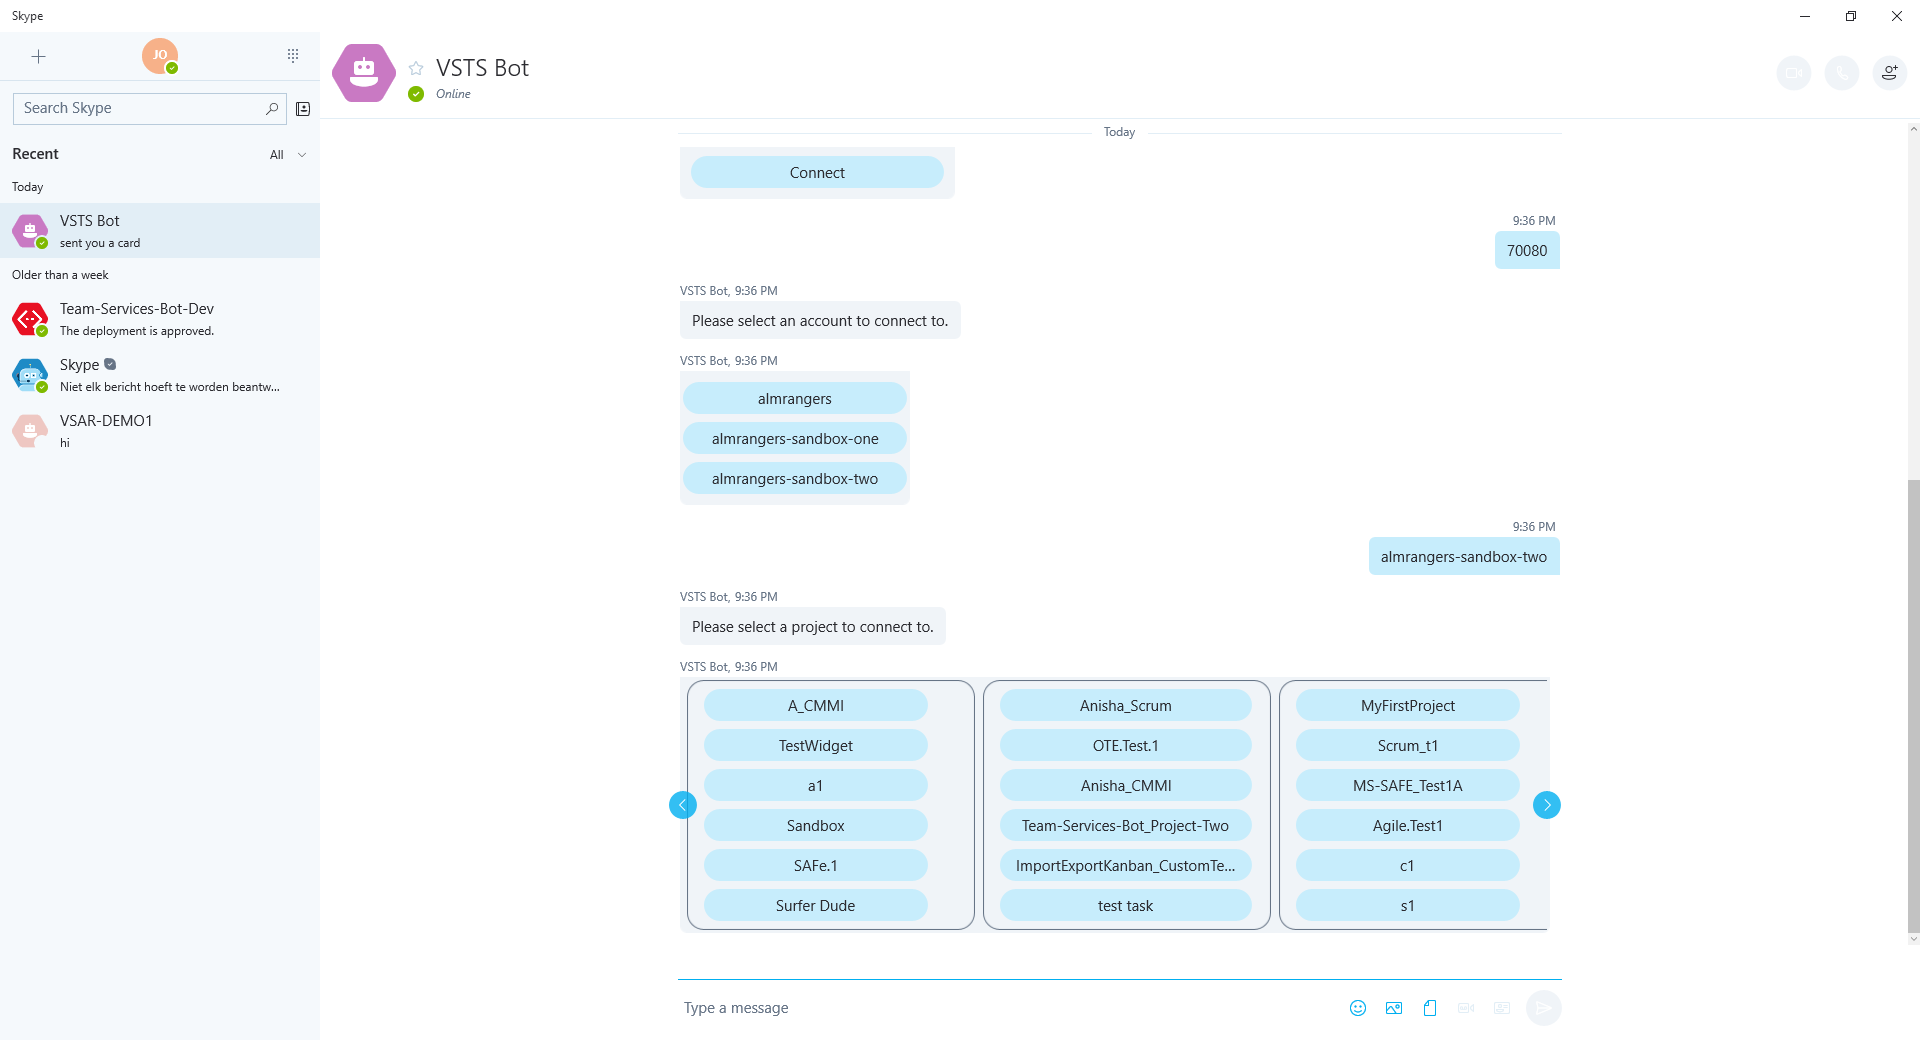 Skype
JO
Search Skype
Recent
All
Today
VSTS Bot
sent you a card
Older than a week
Team-Services-Bot-Dev
The deployment is approved.
Skype
Niet elk bericht hoeft te worden beantw...
VSAR-DEMO1
hi
VSTS Bot
Online
Today
Connect
9:36 PM
70080
VSTS Bot, 9:36 PM
Please select an account to connect to.
VSTS Bot, 9:36 PM
almrangers
almrangers-sandbox-one
almrangers-sandbox-two
9:36 PM
almrangers-sandbox-two
VSTS Bot, 9:36 PM
Please select a project to connect to.
VSTS Bot, 9:36 PM
A_CMMI
TestWidget
a1
Sandbox
SAFe.1
Surfer Dude
Anisha_Scrum
OTE.Test.1
Anisha_CMMI
Team-Services-Bot_Project-Two
ImportExportKanban_CustomTe...
test task
MyFirstProject
Scrum_t1
MS-SAFE_Test1A
Agile.Test1
c1
s1
Type a message